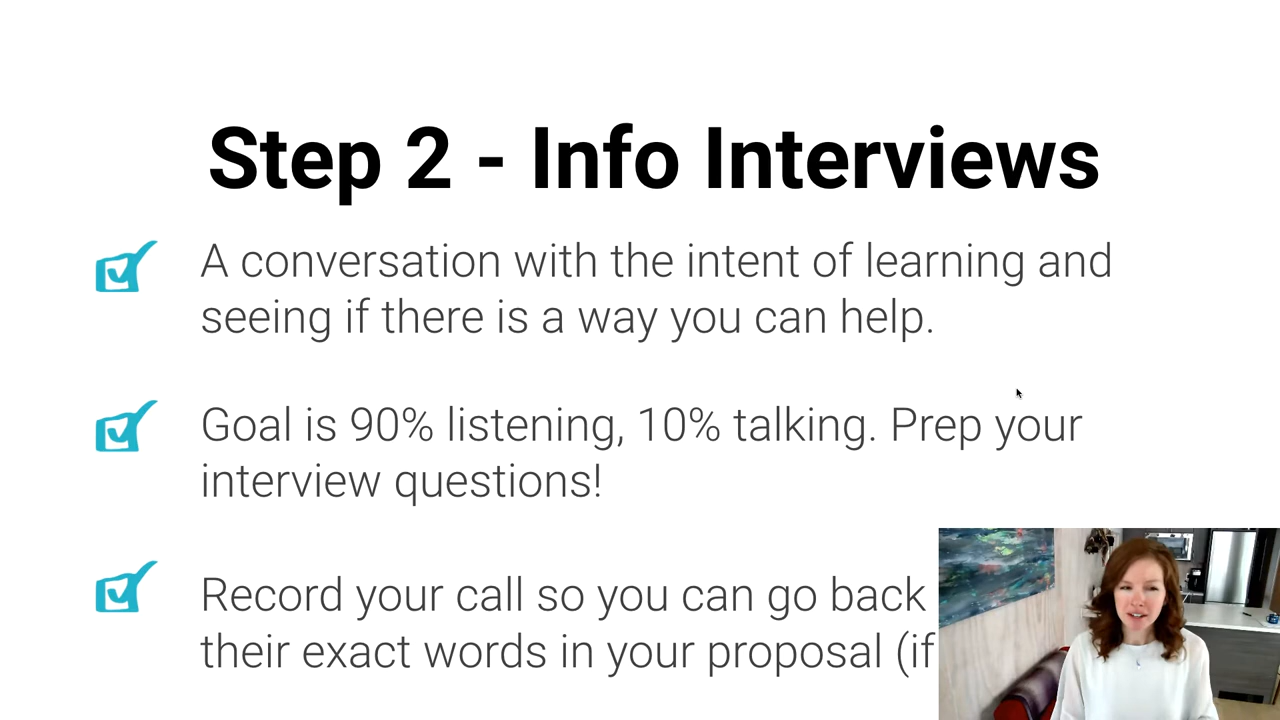 Step 2 - Info Interviews
A conversation with the intent of learning and
seeing if there is a way you can help.
Goal is 90% listening, 10% talking. Prep your
interview questions!
Record your call so you can go back
their exact words in your proposal (if